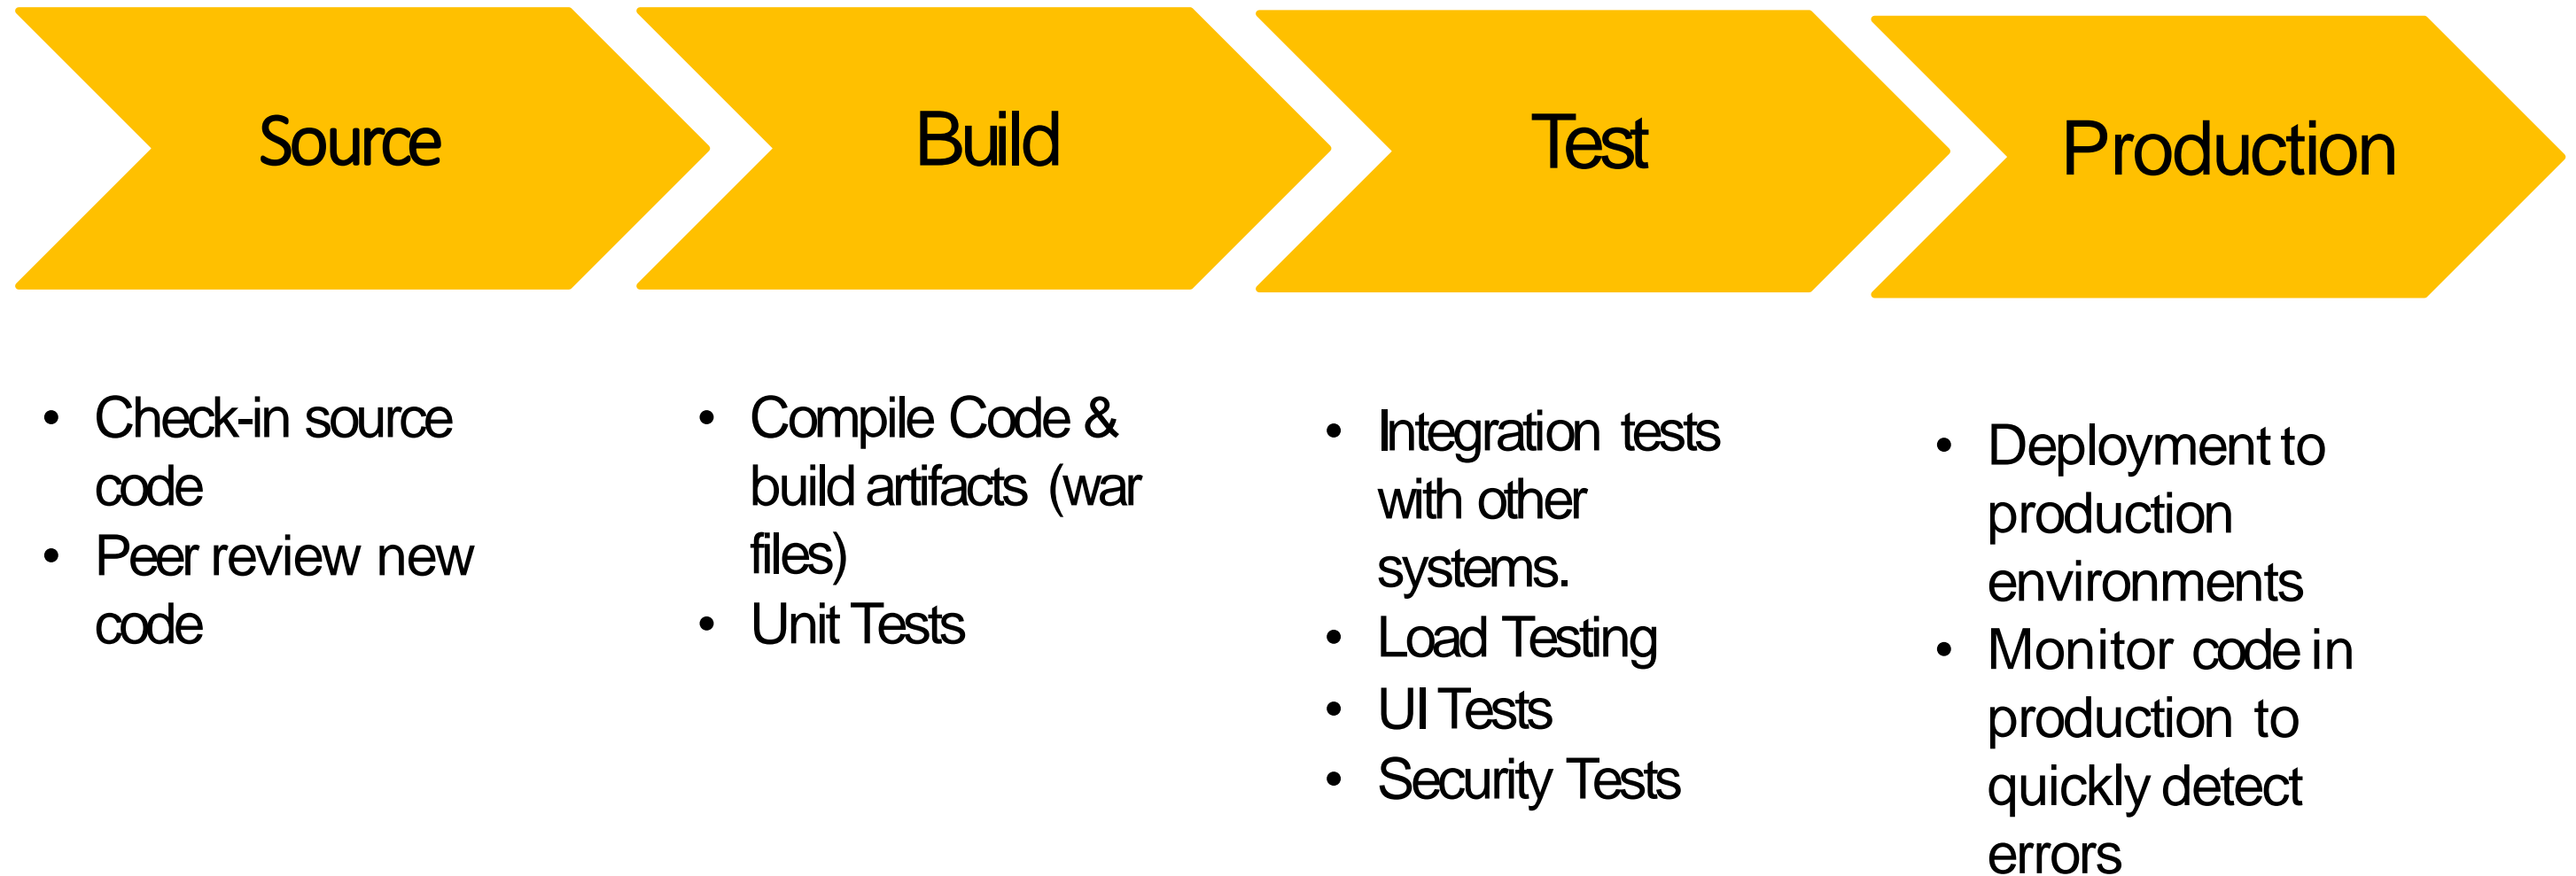 Source
Build
Test
Production
• Check-in source
code
• Peer review new
code
• Compile Code &
build artifacts (war
files)
• Unit Tests
• Integration tests
with other
systems.
• Load Testing
• UI Tests
• Security Tests
• Deployment to
production
environments
• Monitor code in
production to
quickly detect
errors